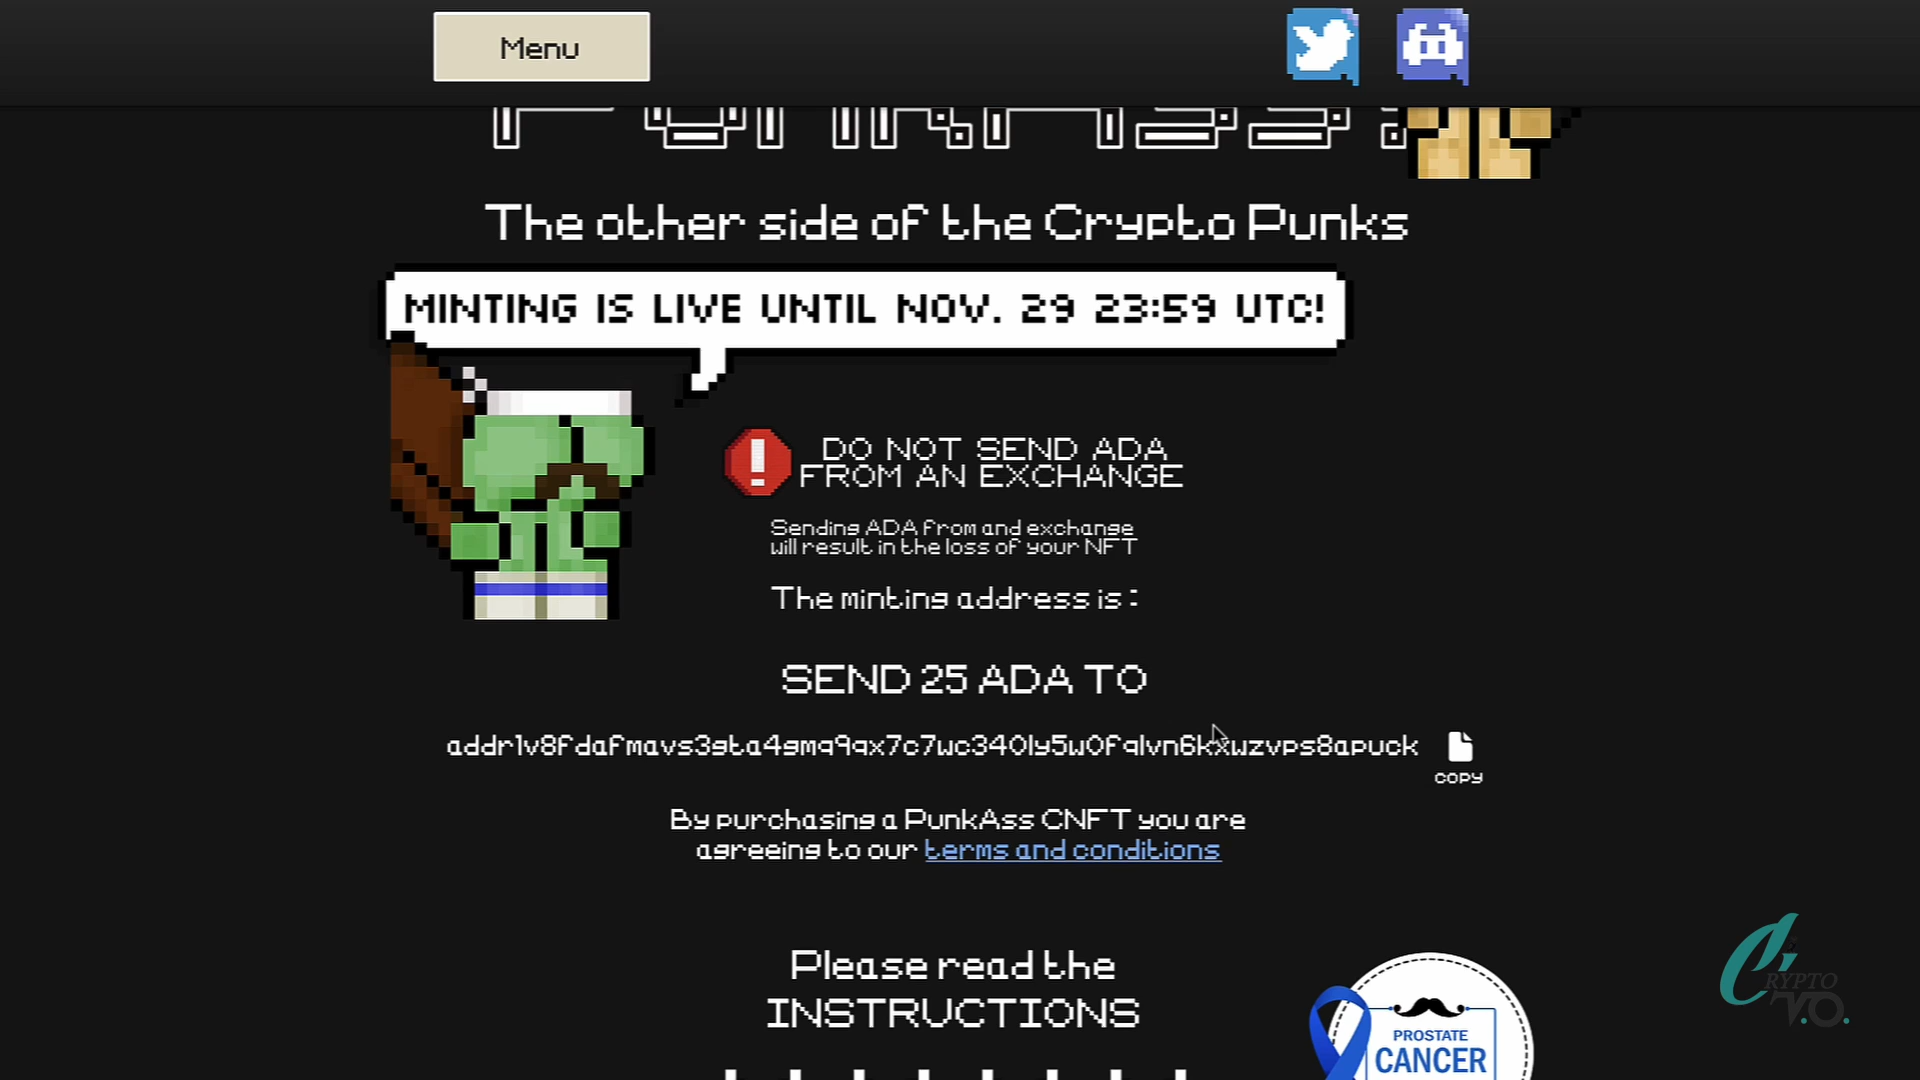 Menu
The other side of the Crypto Punks
MINTING IS LIVE UNTIL NOV. 29 23:59 UTC!
DO NOT SEND ADA
FROM AN EXCHANGE
Sending ADA from and exchange
will result in the loss of your NFT
The minting address is :
SEND 25 ADA TO
addr1v8fdafmavs3gta4gmq9qx7c7wc340ly5w0fqlvn6kxwzvps8apuck
COPY
By purchasing a PunkAss CNFT you are
agreeing to our terms and conditions
Please read the
INSTRUCTIONS
PROSTATE
CANCER
CRYPTO
V.O.